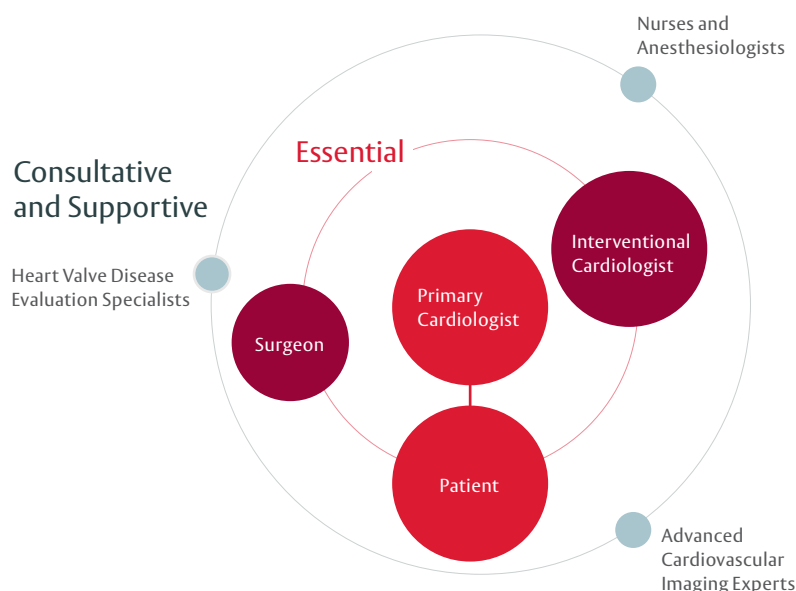 Nurses and
Anesthesiologists
Essential
Consultative
and Supportive
Interventional
Cardiologist
Heart Valve Disease
Evaluation Specialists
Primary
Cardiologist
Surgeon
Patient
Advanced
Cardiovascular
Imaging Experts